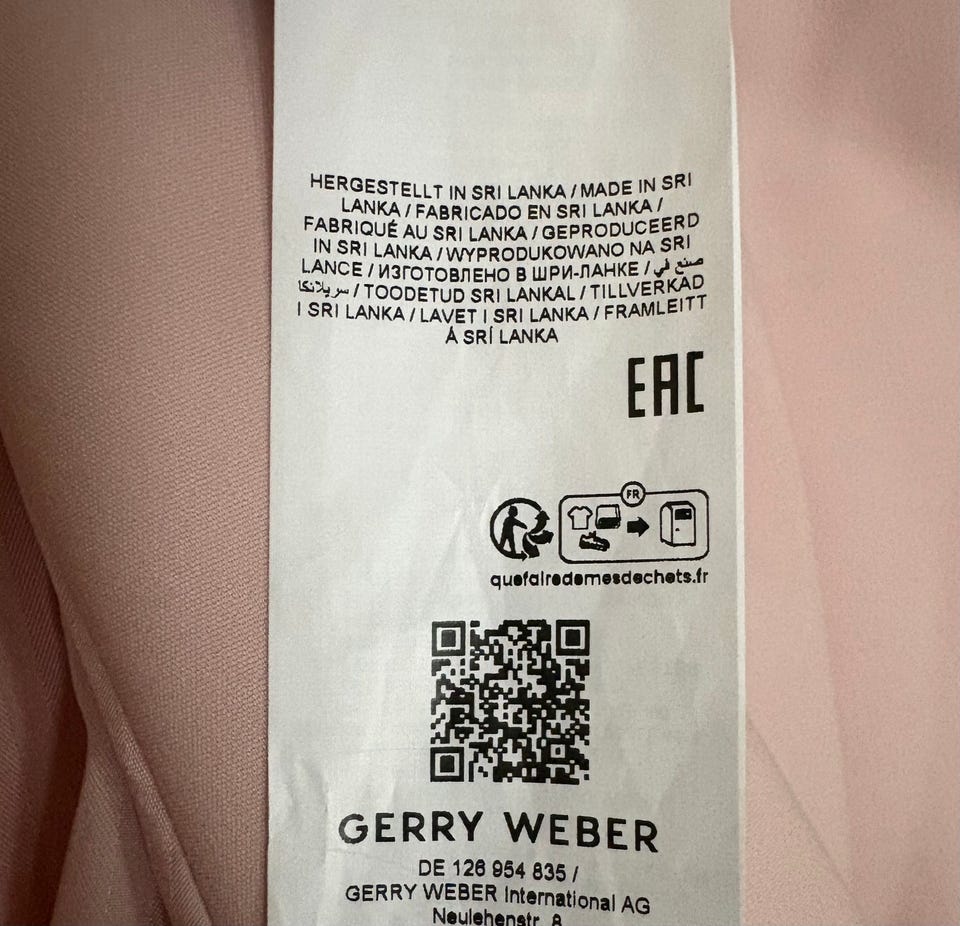 HERGESTELLT IN SRI LANKA / MADE IN SRI
LANKA / FABRICADO EN SRI LANKA /
FABRIQUÉ AU SRI LANKA / GEPRODUCEERD
IN SRI LANKA / WYPRODUKOWANO NA SRI
LANCE / ИЗГОТОВЛЕНО В ШРИ-ЛАНКЕ / صنع في
سريلانكا / TOODETUD SRI LANKAL / TILLVERKAD
I SRI LANKA / LAVET I SRI LANKA / FRAMLEITT
Á SRÍ LANKA
EAC
FR
quefairedemesdechets.fr
GERRY WEBER
DE 126 954 835 /
GERRY WEBER International AG
Neulehenstr. 8